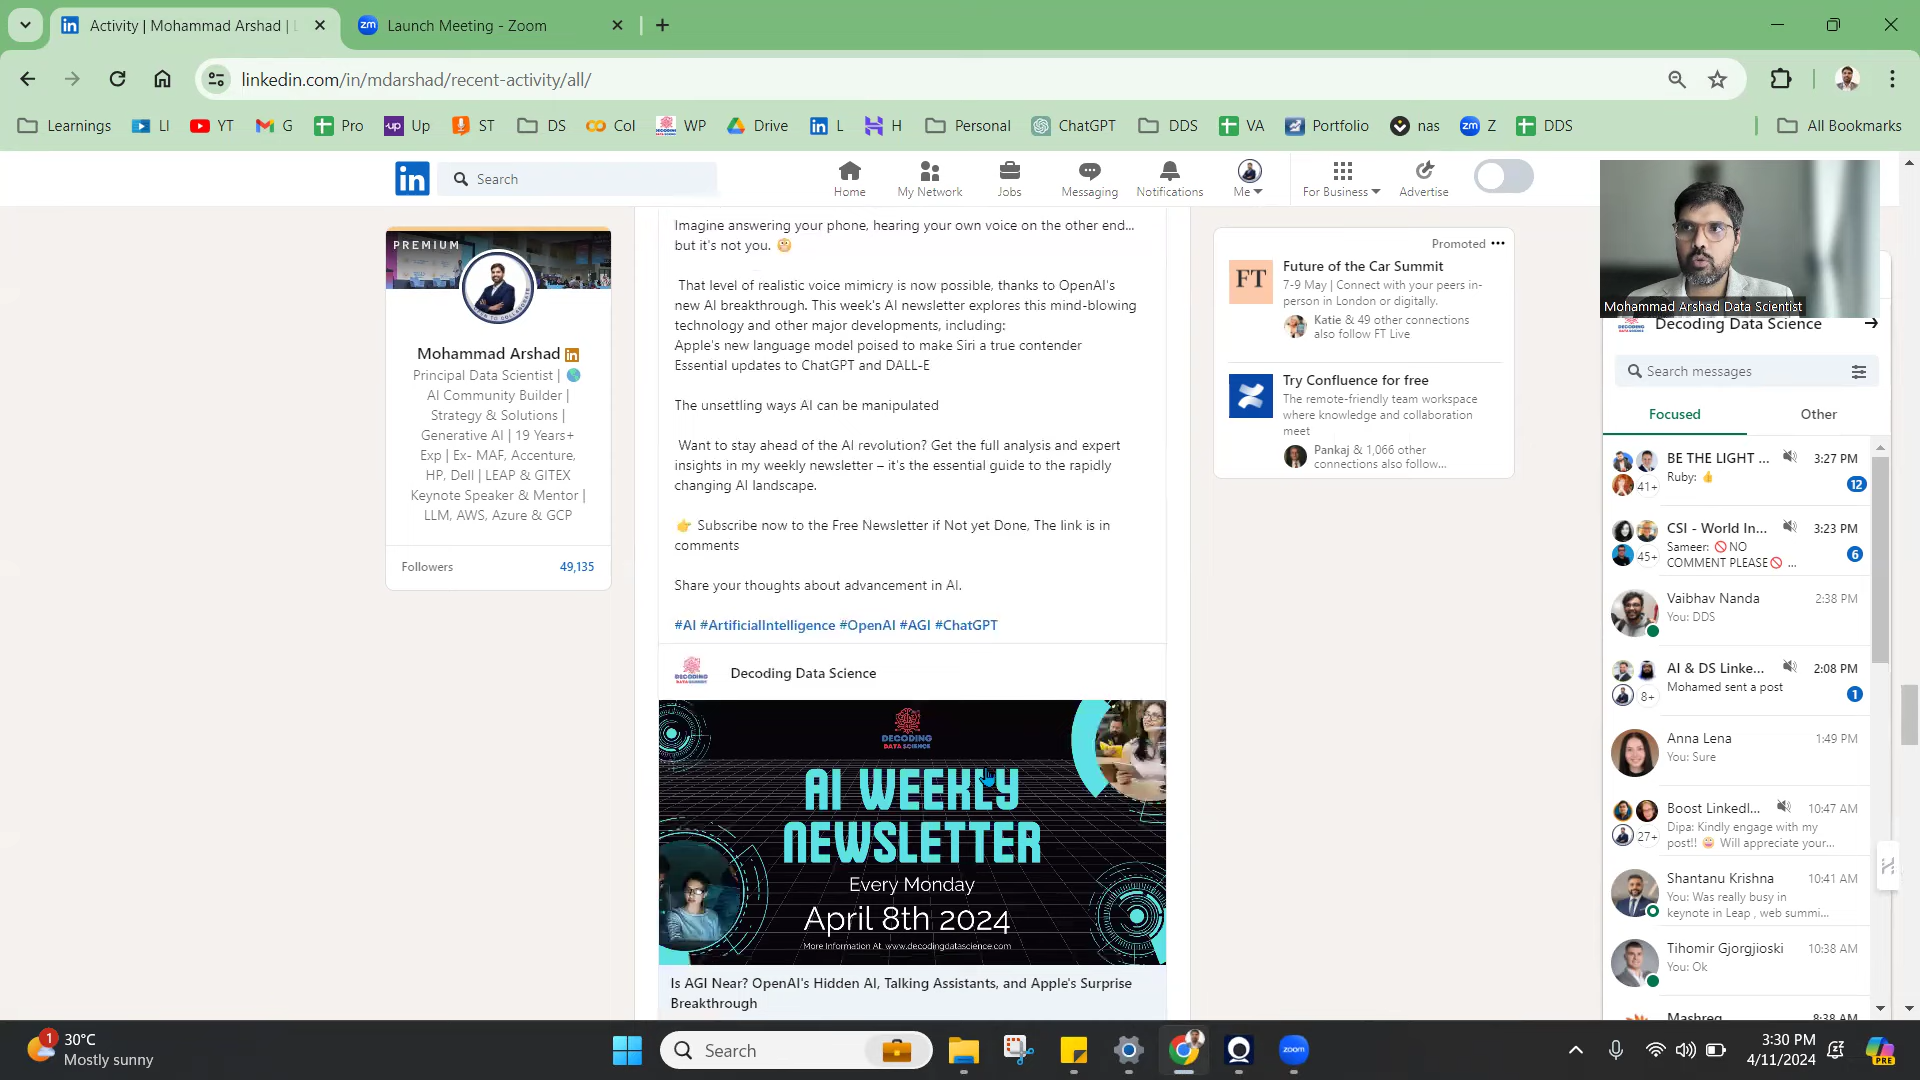 Activity | Mohammad Arshad | L
Launch Meeting - Zoom
linkedin.com/in/mdarshad/recent-activity/all/
Learnings
LI
YT
G
Pro
Up
ST
DS
Col
WP
Drive
L
H
Personal
ChatGPT
DDS
VA
Portfolio
nas
Z
DDS
All Bookmarks
Search
Home
My Network
Jobs
Messaging
Notifications
Me
For Business
Advertise
PREMIUM
Mohammad Arshad
Principal Data Scientist | 🌎
AI Community Builder |
Strategy & Solutions |
Generative AI | 19 Years+
Exp | Ex- MAF, Accenture,
HP, Dell | LEAP & GITEX
Keynote Speaker & Mentor |
LLM, AWS, Azure & GCP
Followers 49,135
Imagine answering your phone, hearing your own voice on the other end...
but it's not you. 😳
That level of realistic voice mimicry is now possible, thanks to OpenAI's
new AI breakthrough. This week's AI newsletter explores this mind-blowing
technology and other major developments, including:
Apple's new language model poised to make Siri a true contender
Essential updates to ChatGPT and DALL-E
The unsettling ways AI can be manipulated
Want to stay ahead of the AI revolution? Get the full analysis and expert
insights in my weekly newsletter – it's the essential guide to the rapidly
changing AI landscape.
👉 Subscribe now to the Free Newsletter if Not yet Done, The link is in
comments
Share your thoughts about advancement in AI.
#AI #ArtificialIntelligence #OpenAI #AGI #ChatGPT
Decoding Data Science
DECODING
DATA SCIENCE
AI WEEKLY
NEWSLETTER
Every Monday
April 8th 2024
More Information At: www.decodingdatascience.com
Is AGI Near? OpenAI's Hidden AI, Talking Assistants, and Apple's Surprise
Breakthrough
Promoted
FT
Future of the Car Summit
7-9 May | Connect with your peers in-
person in London or digitally.
Katie & 49 other connections
also follow FT Live
Try Confluence for free
The remote-friendly team workspace
where knowledge and collaboration
meet
Pankaj & 1,066 other
connections also follow...
Mohammad Arshad Data Scientist
Decoding Data Science
Search messages
Focused
Other
BE THE LIGHT ... 3:27 PM
Ruby: 👍
41+
12
CSI - World In... 3:23 PM
Sameer: 🚫NO
COMMENT PLEASE🚫 ...
45+
6
Vaibhav Nanda 2:38 PM
You: DDS
AI & DS Linke... 2:08 PM
Mohamed sent a post
8+
1
Anna Lena 1:49 PM
You: Sure
Boost LinkedI... 10:47 AM
Dipa: Kindly engage with my
post!! 😀 Will appreciate your...
27+
Shantanu Krishna 10:41 AM
You: Was really busy in
keynote in Leap , web summi...
Tihomir Gjorgjioski 10:38 AM
You: Ok
Mashreq 8:38 AM
1
30°C
Mostly sunny
Search
zoom
3:30 PM
4/11/2024
PRE